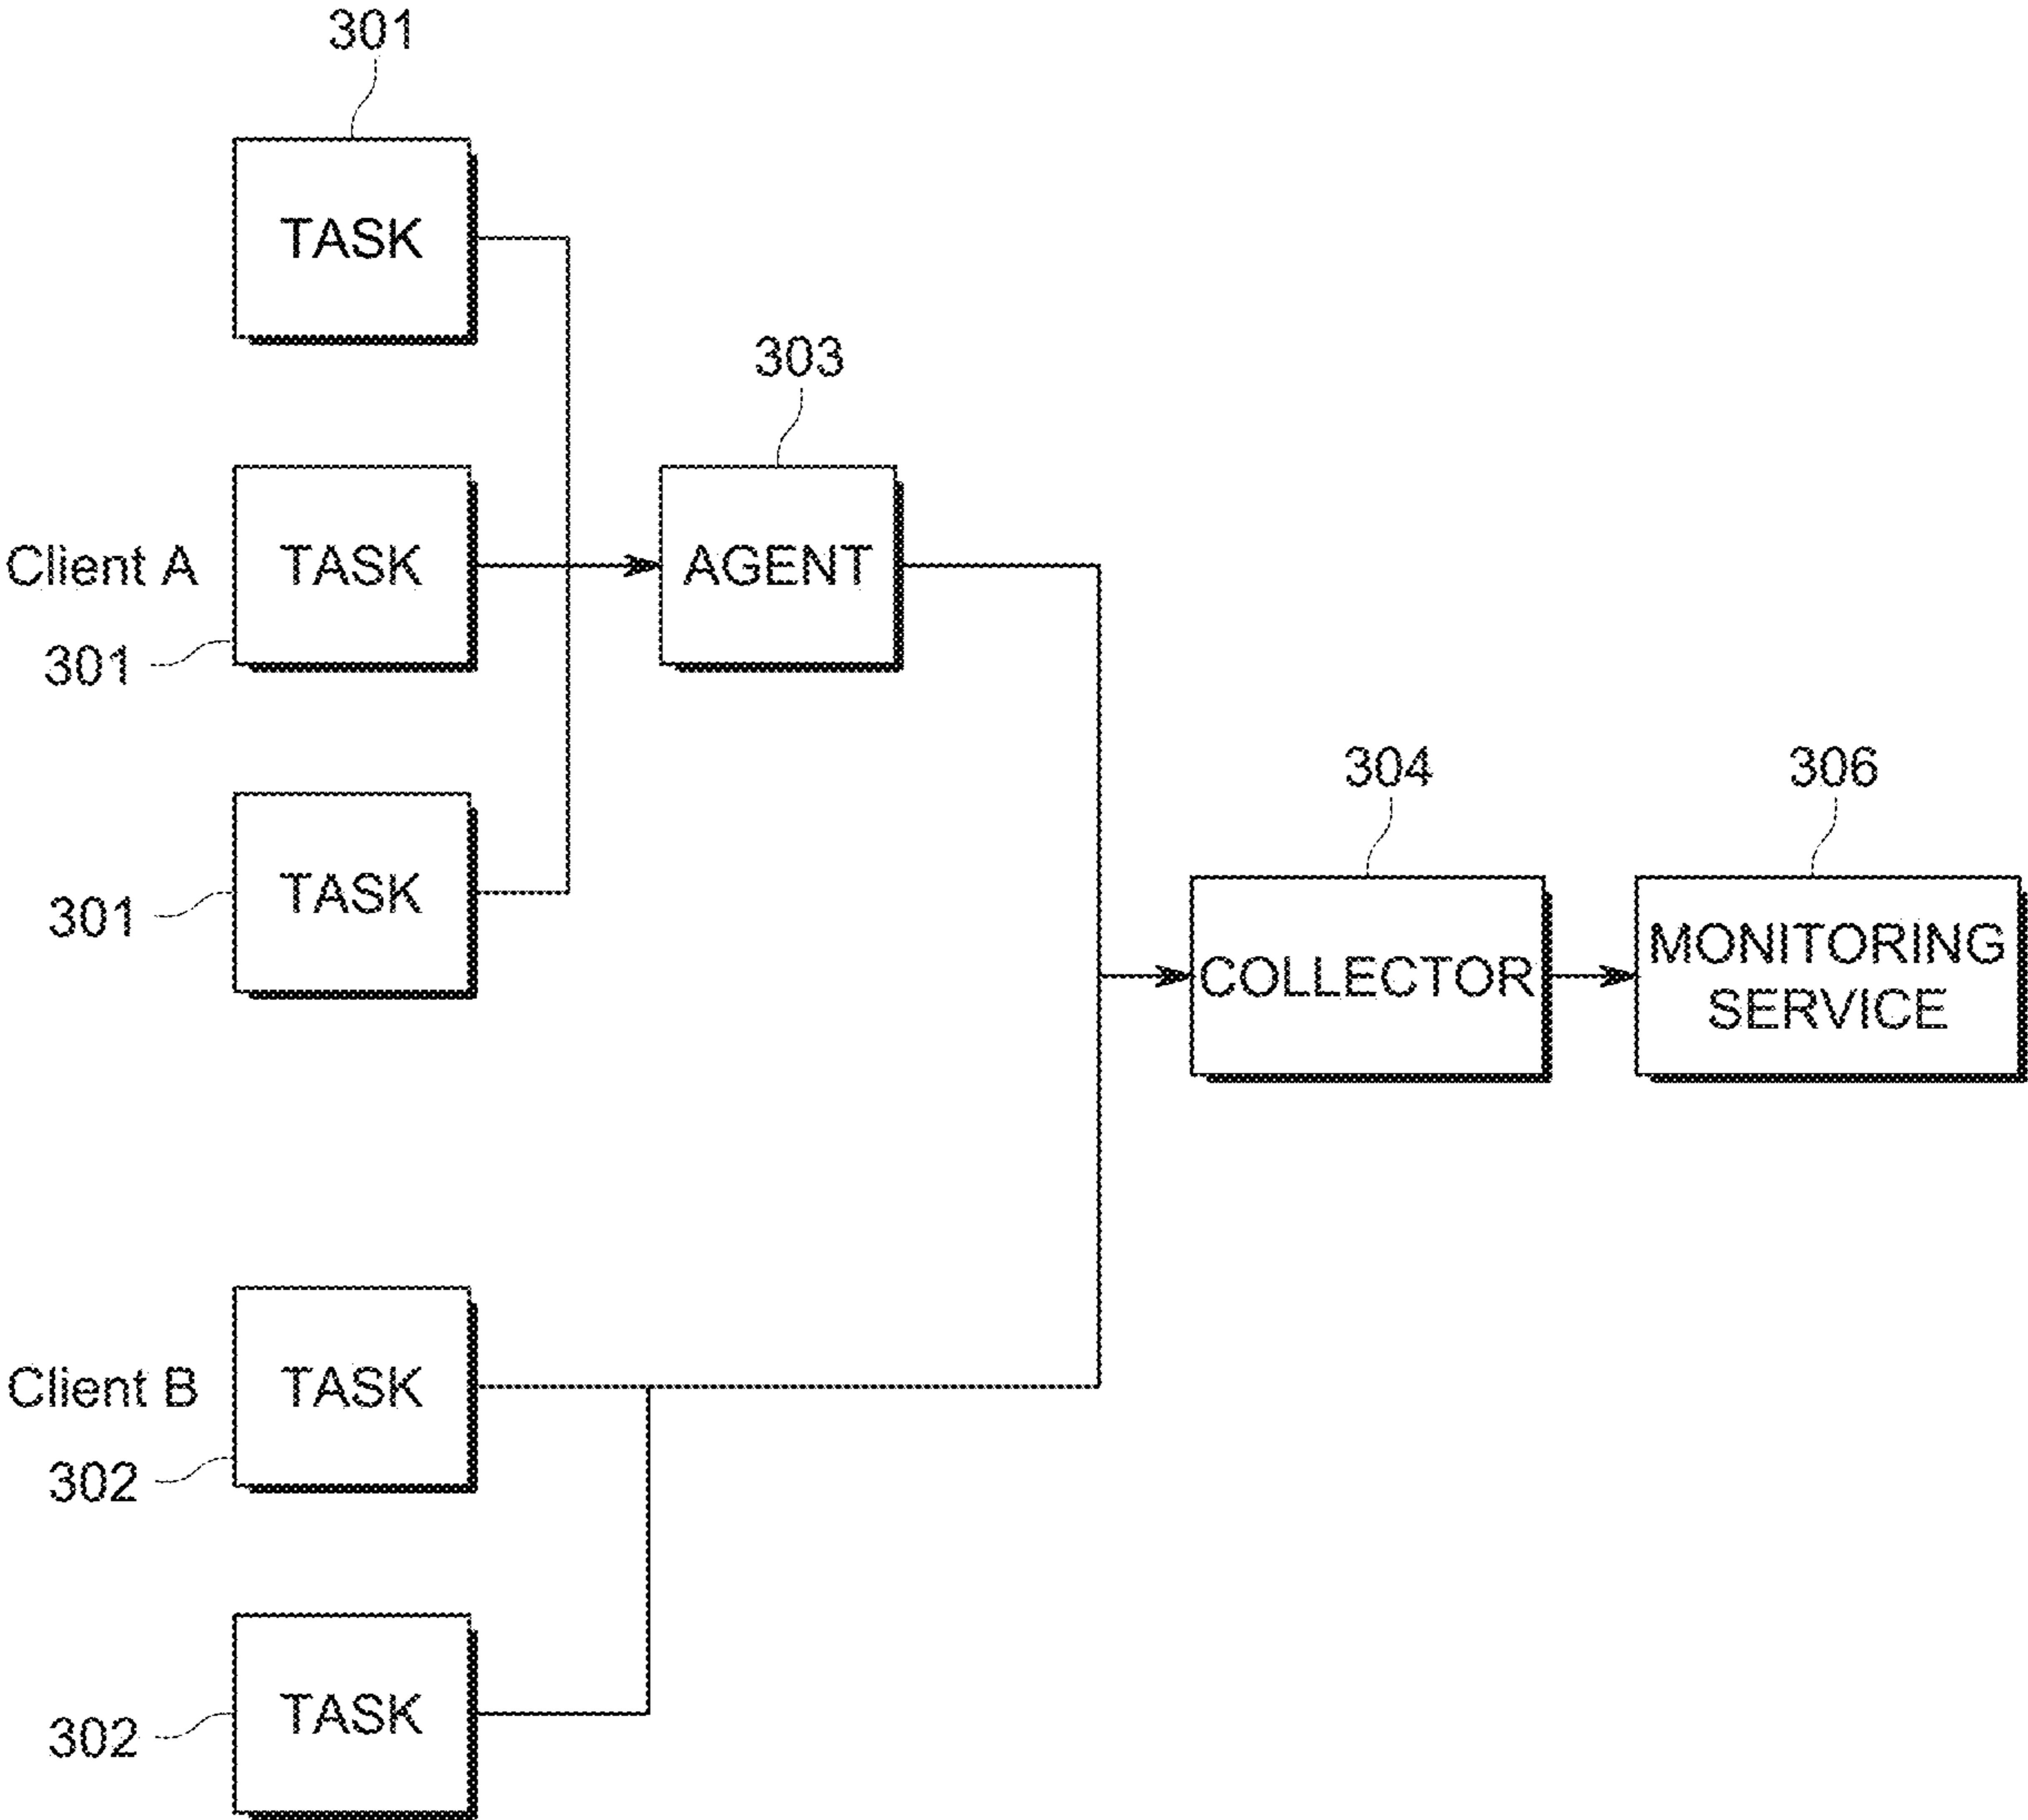 301
TASK
303
Client A
TASK
AGENT
301
304
306
TASK
301
COLLECTOR
MONITORING
SERVICE
Client B
TASK
302
TASK
302